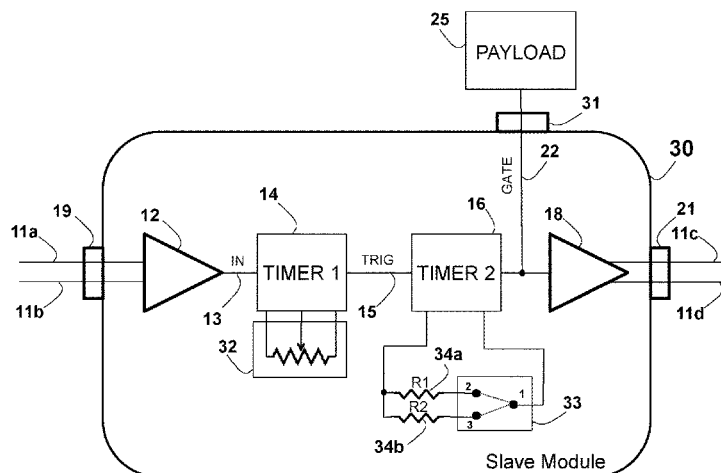 25
PAYLOAD
31
30
22
GATE
19
12
14
16
18
21
11a
11c
IN
TIMER 1
TRIG
TIMER 2
11b
13
15
11d
32
34a
R1
2
1
R2
3
33
34b
Slave Module